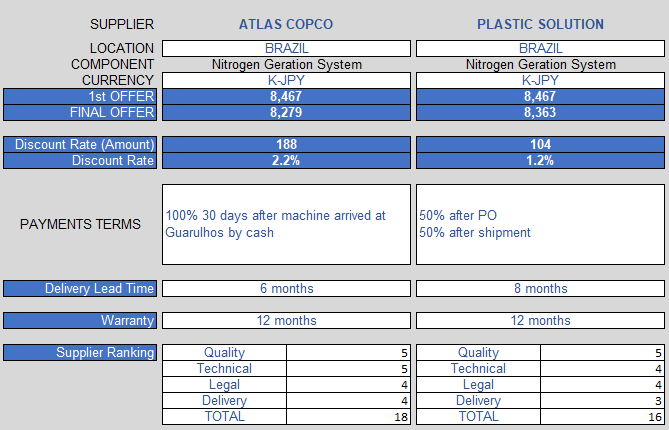 SUPPLIER ATLAS COPCO PLASTIC SOLUTION
LOCATION BRAZIL BRAZIL
COMPONENT Nitrogen Geration System Nitrogen Geration System
CURRENCY K-JPY K-JPY
1st OFFER 8,467 8,467
FINAL OFFER 8,279 8,363
Discount Rate (Amount) 188 104
Discount Rate 2.2% 1.2%
PAYMENTS TERMS
100% 30 days after machine arrived at
Guarulhos by cash
50% after PO
50% after shipment
Delivery Lead Time 6 months 8 months
Warranty 12 months 12 months
Supplier Ranking Quality 5 Quality 5
Technical 5 Technical 4
Legal 4 Legal 4
Delivery 4 Delivery 3
TOTAL 18 TOTAL 16